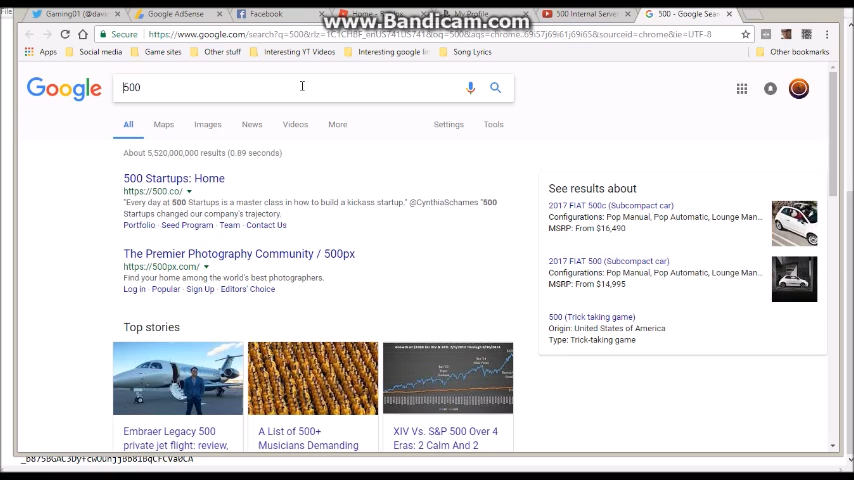 www.Bandicam.com
File
Gaming01 (@dav
Google AdSense
Facebook
My Profile
500 Internal Server
500 - Google Sear
Secure
https://www.google.com/search?q=500&rlz=1C1CHBF_enUS741US741&oq=500&aqs=chrome..69i57j69i61j69i65&sourceid=chrome&ie=UTF-8
Apps
Social media
Game sites
Other stuff
Interesting YT Videos
Interesting google lin
Song Lyrics
Other bookmarks
Google
500
All
Maps
Images
News
Videos
More
Settings
Tools
About 5,520,000,000 results (0.89 seconds)
500 Startups: Home
https://500.co/
"Every day at 500 Startups is a master class in how to build a kickass startup." @CynthiaSchames "500
Startups changed our company's trajectory.
Portfolio · Seed Program · Team · Contact Us
The Premier Photography Community / 500px
https://500px.com/
Find your home among the world's best photographers.
Log in · Popular · Sign Up · Editors' Choice
Top stories
Embraer Legacy 500
private jet flight: review,
A List of 500+
Musicians Demanding
XIV Vs. S&P 500 Over 4
Eras: 2 Calm And 2
See results about
2017 FIAT 500c (Subcompact car)
Configurations: Pop Manual, Pop Automatic, Lounge Man...
MSRP: From $16,490
2017 FIAT 500 (Subcompact car)
Configurations: Pop Manual, Pop Automatic, Lounge Man...
MSRP: From $14,995
500 (Trick taking game)
Origin: United States of America
Type: Trick-taking game